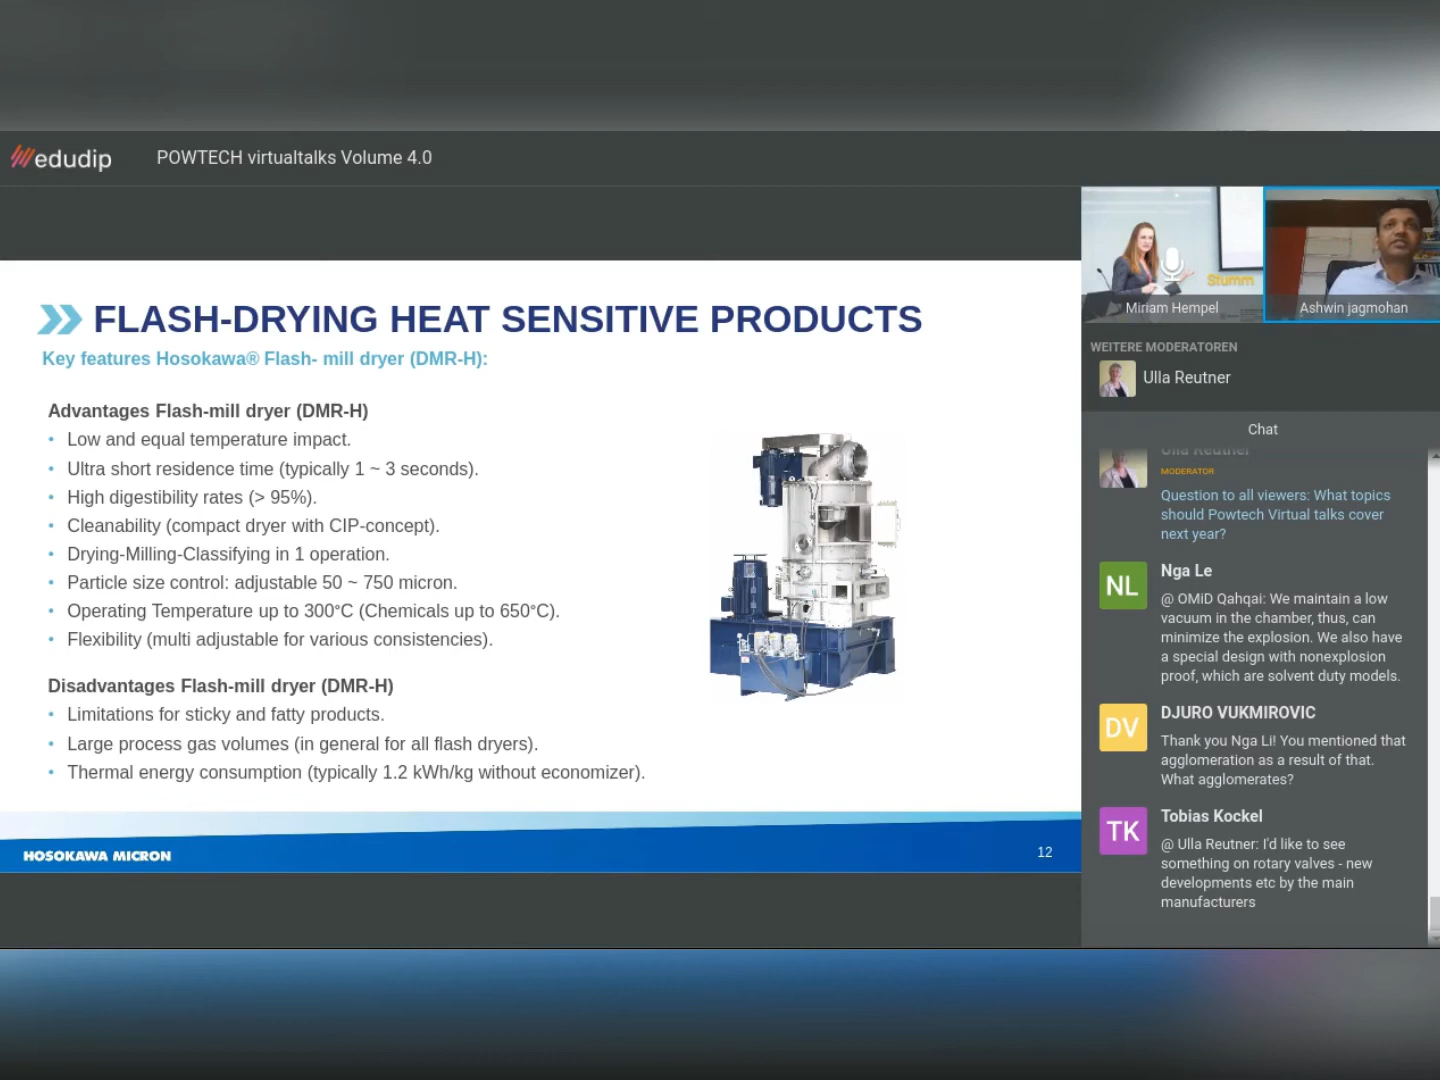 edudip
POWTECH virtualtalks Volume 4.0
FLASH-DRYING HEAT SENSITIVE PRODUCTS
Key features Hosokawa® Flash- mill dryer (DMR-H):
Advantages Flash-mill dryer (DMR-H)
• Low and equal temperature impact.
• Ultra short residence time (typically 1 ~ 3 seconds).
• High digestibility rates (> 95%).
• Cleanability (compact dryer with CIP-concept).
• Drying-Milling-Classifying in 1 operation.
• Particle size control: adjustable 50 ~ 750 micron.
• Operating Temperature up to 300°C (Chemicals up to 650°C).
• Flexibility (multi adjustable for various consistencies).
Disadvantages Flash-mill dryer (DMR-H)
• Limitations for sticky and fatty products.
• Large process gas volumes (in general for all flash dryers).
• Thermal energy consumption (typically 1.2 kWh/kg without economizer).
HOSOKAWA MICRON
12
Stumm
Miriam Hempel
Ashwin jagmohan
WEITERE MODERATOREN
Ulla Reutner
Chat
Ulla Reutner
MODERATOR
Question to all viewers: What topics
should Powtech Virtual talks cover
next year?
NL
Nga Le
@ OMiD Qahqai: We maintain a low
vacuum in the chamber, thus, can
minimize the explosion. We also have
a special design with nonexplosion
proof, which are solvent duty models.
DV
DJURO VUKMIROVIC
Thank you Nga Li! You mentioned that
agglomeration as a result of that.
What agglomerates?
TK
Tobias Kockel
@ Ulla Reutner: I'd like to see
something on rotary valves - new
developments etc by the main
manufacturers